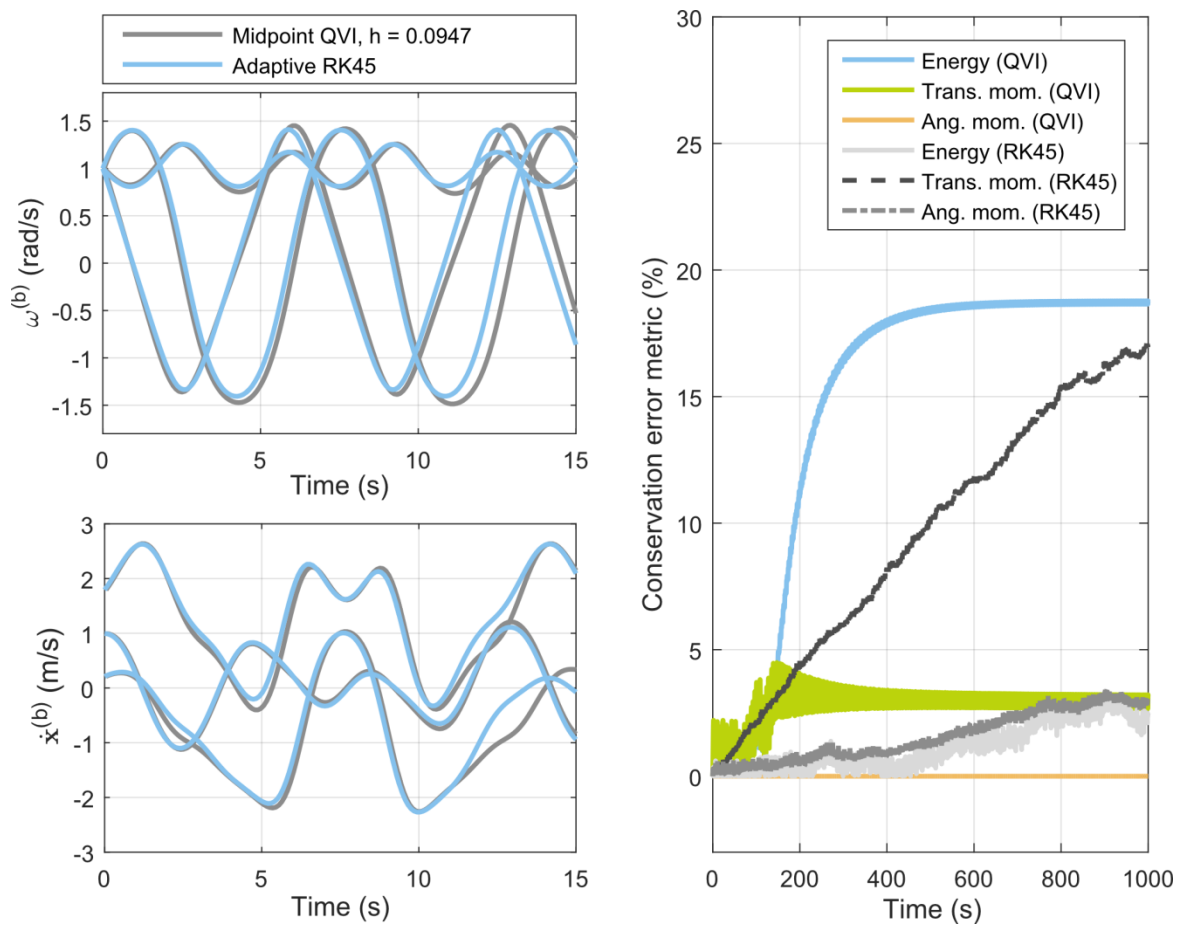 Midpoint QVI, h = 0.0947
Adaptive RK45
1.5
1
0.5
0
-0.5
-1
-1.5
ω^(b) (rad/s)
0 5 10 15
Time (s)
3
2
1
0
-1
-2
-3
ẋ^(b) (m/s)
0 5 10 15
Time (s)
30
25
20
15
10
5
0
Conservation error metric (%)
Energy (QVI)
Trans. mom. (QVI)
Ang. mom. (QVI)
Energy (RK45)
Trans. mom. (RK45)
Ang. mom. (RK45)
0 200 400 600 800 1000
Time (s)